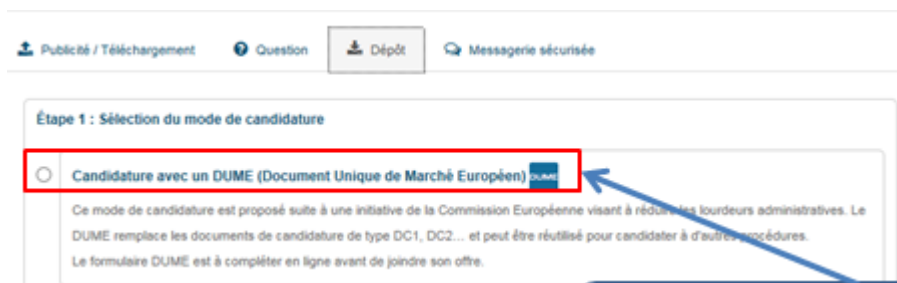 Publicité / Téléchargement Question Dépôt Messagerie sécurisée
Étape 1 : Sélection du mode de candidature
Candidature avec un DUME (Document Unique de Marché Européen) DUME
Ce mode de candidature est proposé suite à une initiative de la Commission Européenne visant à réduire les lourdeurs administratives. Le
DUME remplace les documents de candidature de type DC1, DC2... et peut être réutilisé pour candidater à d'autres procédures.
Le formulaire DUME est à compléter en ligne avant de joindre son offre.